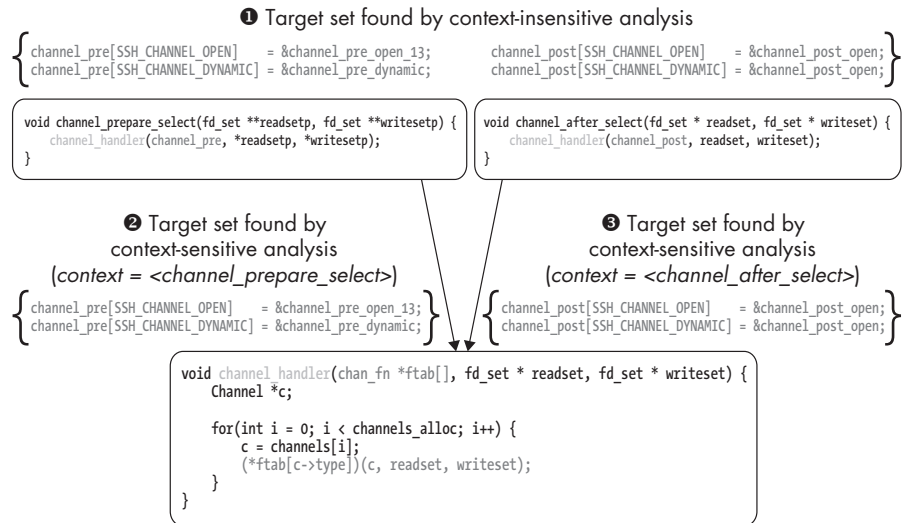 ❶ Target set found by context-insensitive analysis
{ channel_pre[SSH_CHANNEL_OPEN]    = &channel_pre_open_13;    channel_post[SSH_CHANNEL_OPEN]    = &channel_post_open; }
channel_pre[SSH_CHANNEL_DYNAMIC] = &channel_pre_dynamic;    channel_post[SSH_CHANNEL_DYNAMIC] = &channel_post_open;
void channel_prepare_select(fd_set **readsetp, fd_set **writesetp) {
    channel_handler(channel_pre, *readsetp, *writesetp);
}
void channel_after_select(fd_set * readset, fd_set * writeset) {
    channel_handler(channel_post, readset, writeset);
}
❷ Target set found by
context-sensitive analysis
(context = <channel_prepare_select>)
{ channel_pre[SSH_CHANNEL_OPEN]    = &channel_pre_open_13; }
channel_pre[SSH_CHANNEL_DYNAMIC] = &channel_pre_dynamic;
❸ Target set found by
context-sensitive analysis
(context = <channel_after_select>)
{ channel_post[SSH_CHANNEL_OPEN]    = &channel_post_open; }
channel_post[SSH_CHANNEL_DYNAMIC] = &channel_post_open;
void channel_handler(chan_fn *ftab[], fd_set * readset, fd_set * writeset) {
    Channel *c;
    for(int i = 0; i < channels_alloc; i++) {
        c = channels[i];
        (*ftab[c->type])(c, readset, writeset);
    }
}